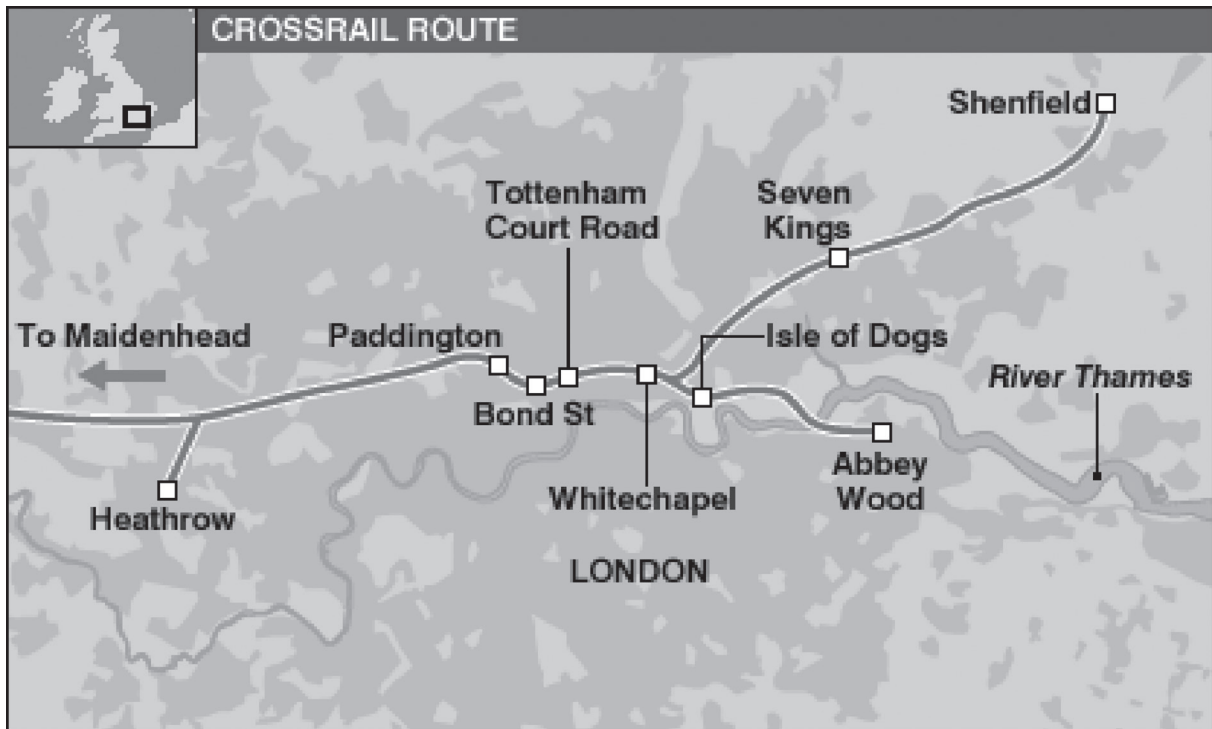 CROSSRAIL ROUTE
Shenfield
Tottenham
Court Road
Seven
Kings
To Maidenhead
Paddington
Isle of Dogs
River Thames
Bond St
Abbey
Wood
Whitechapel
Heathrow
LONDON